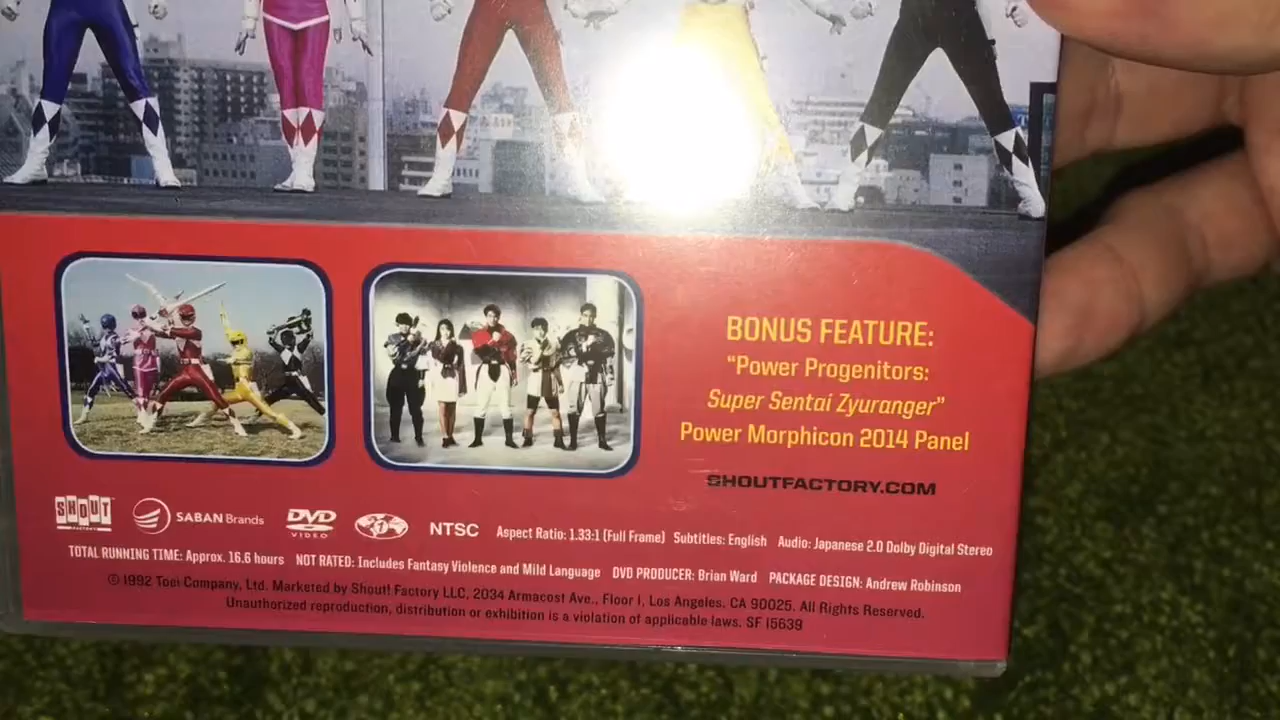 BONUS FEATURE:
"Power Progenitors:
Super Sentai Zyuranger"
Power Morphicon 2014 Panel
SHOUTFACTORY.COM
SHOUT! FACTORY
SABAN Brands
DVD VIDEO
1
NTSC
Aspect Ratio: 1.33:1 (Full Frame) Subtitles: English Audio: Japanese 2.0 Dolby Digital Stereo
TOTAL RUNNING TIME: Approx. 16.6 hours NOT RATED: Includes Fantasy Violence and Mild Language DVD PRODUCER: Brian Ward PACKAGE DESIGN: Andrew Robinson
© 1992 Toei Company, Ltd. Marketed by Shout! Factory LLC, 2034 Armacost Ave., Floor 1, Los Angeles, CA 90025. All Rights Reserved.
Unauthorized reproduction, distribution or exhibition is a violation of applicable laws. SF 15639